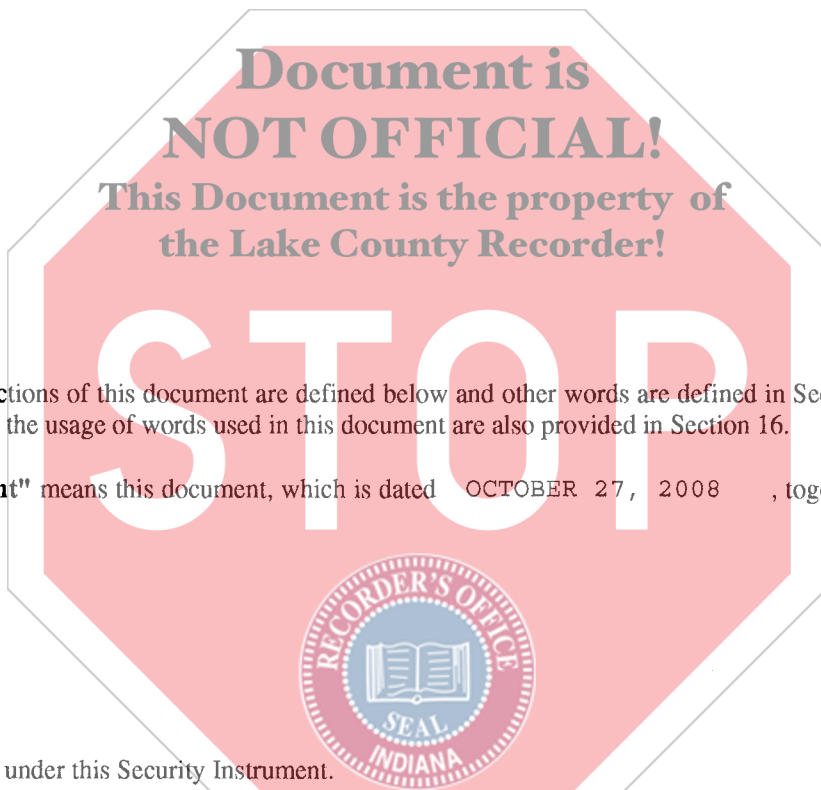 Document is
NOT OFFICIAL!
This Document is the property of
the Lake County Recorder!
STOP
ctions of this document are defined below and other words are defined in Sec
the usage of words used in this document are also provided in Section 16.
nt" means this document, which is dated OCTOBER 27, 2008 , toge
RECORDER'S OFFICE
SEAL
INDIANA
under this Security Instrument.